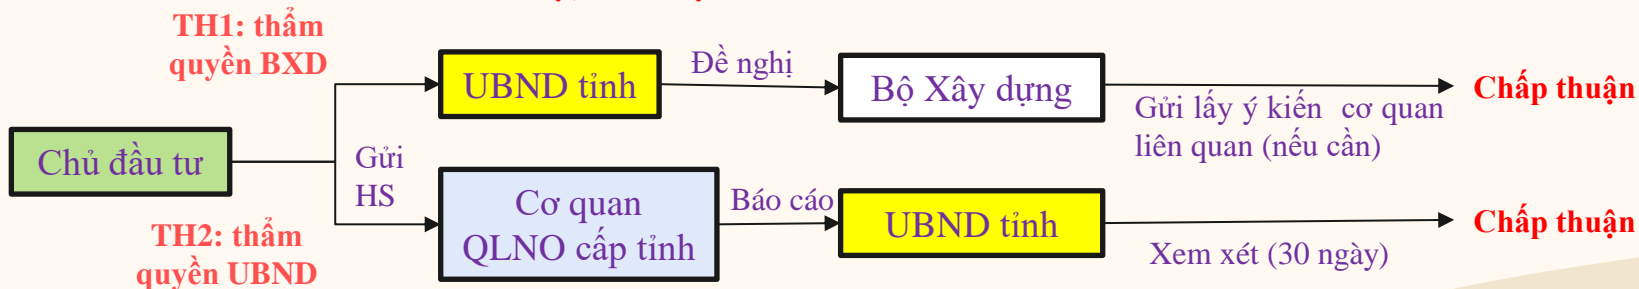 TH1: thẩm
quyền BXD
UBND tỉnh
Đề nghị
Bộ Xây dựng
Gửi lấy ý kiến cơ quan
liên quan (nếu cần)
Chấp thuận
Chủ đầu tư
Gửi
HS
TH2: thẩm
quyền UBND
Cơ quan
QLNO cấp tỉnh
Báo cáo
UBND tỉnh
Xem xét (30 ngày)
Chấp thuận